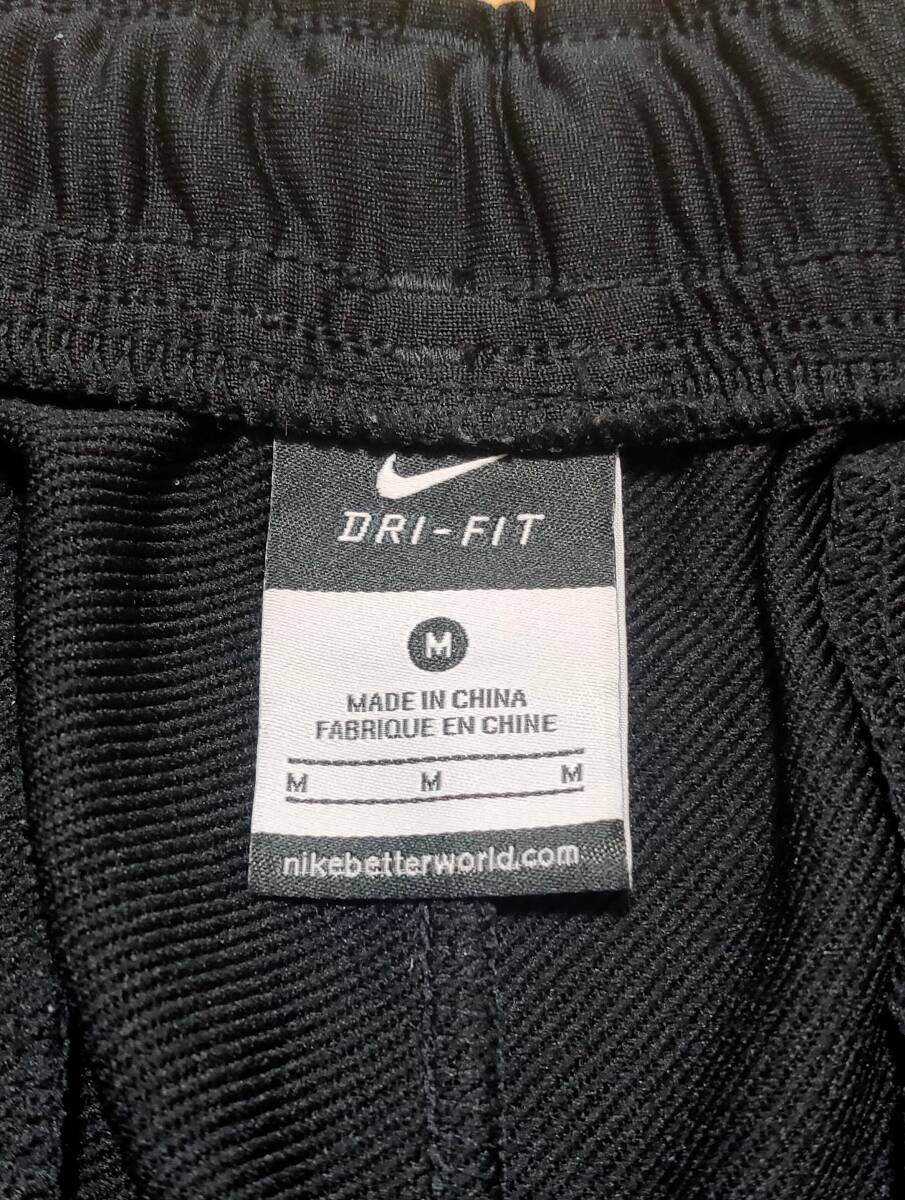 DRI-FIT
M
MADE IN CHINA
FABRIQUE EN CHINE
M M M
nikebetterworld.com